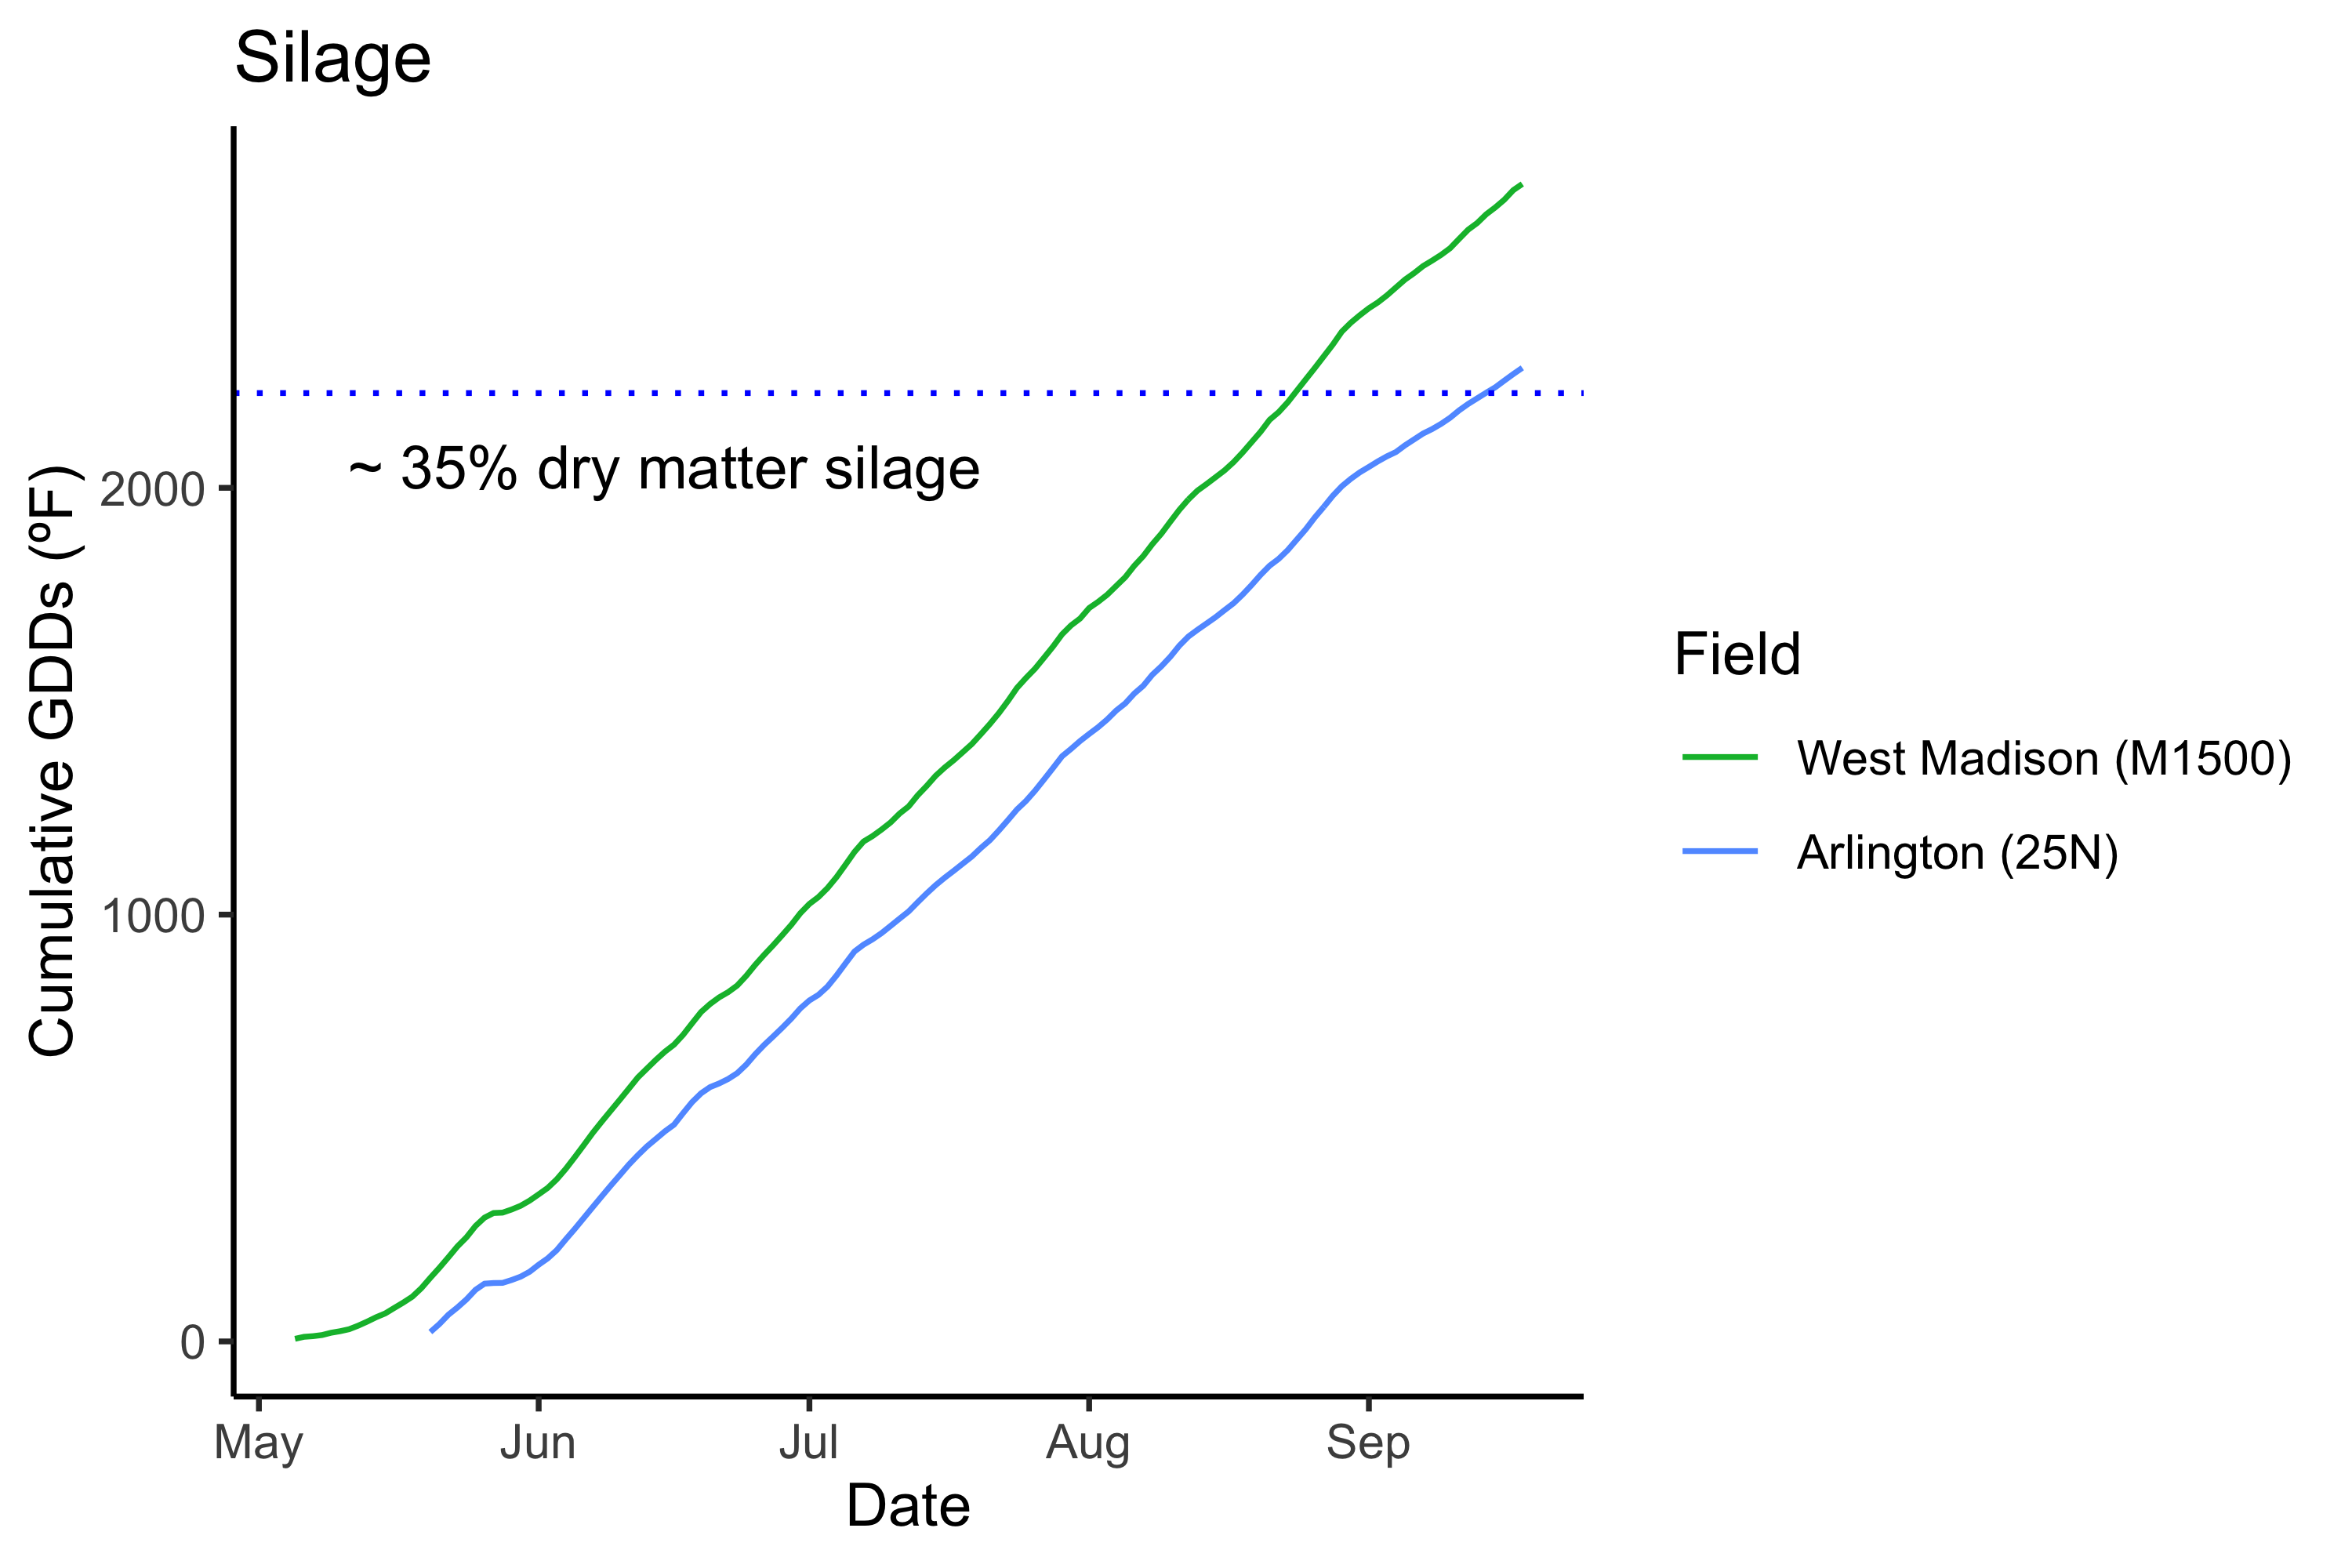 Silage
Cumulative GDDs (ºF)
2000
1000
0
~ 35% dry matter silage
May Jun Jul Aug Sep
Date
Field
West Madison (M1500)
Arlington (25N)